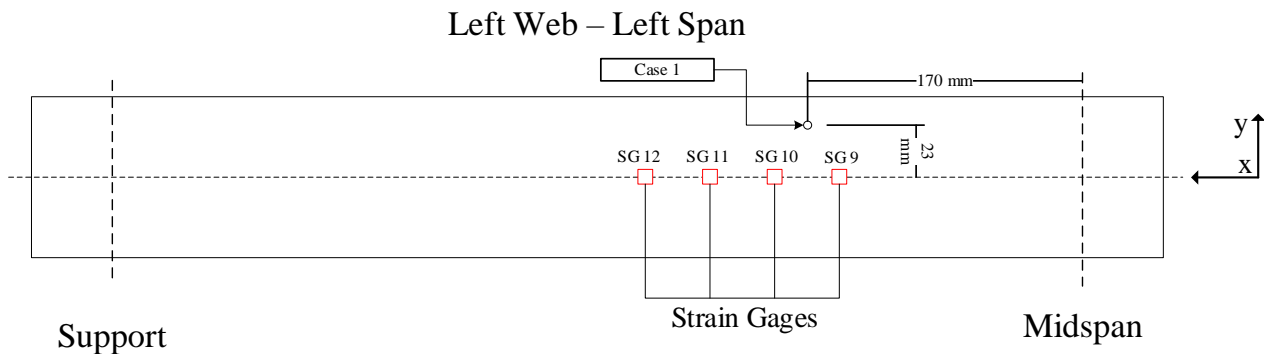 Left Web – Left Span
Case 1
170 mm
y
23
mm
x
SG 12
SG 11
SG 10
SG 9
Strain Gages
Support
Midspan